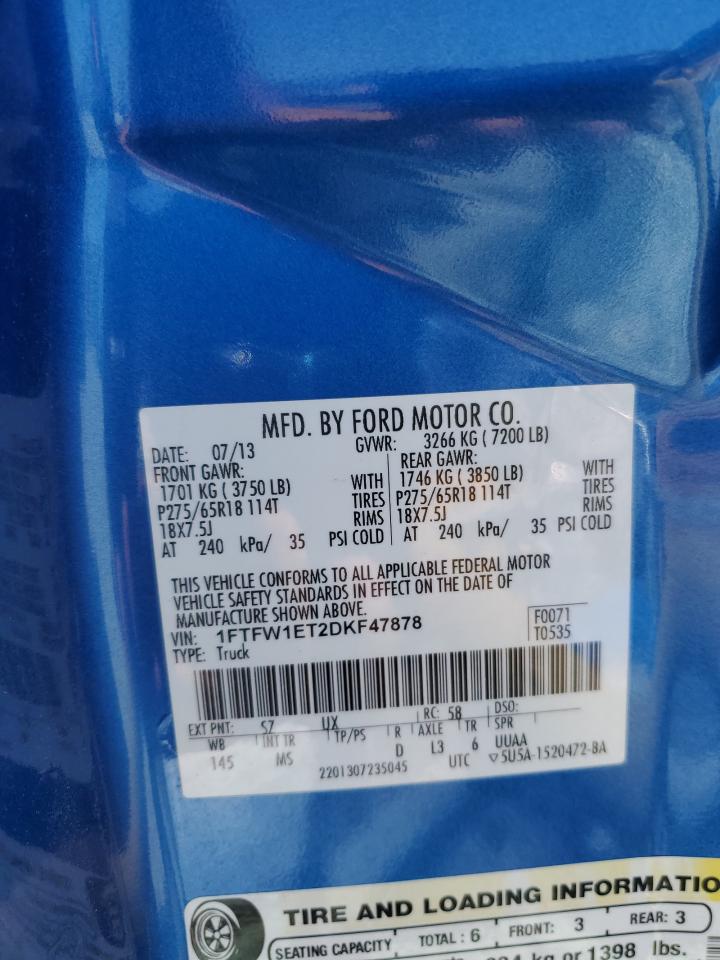 MFD. BY FORD MOTOR CO.
DATE: 07/13 GVWR: 3266 KG ( 7200 LB)
FRONT GAWR: REAR GAWR:
1701 KG ( 3750 LB) WITH 1746 KG ( 3850 LB) WITH
P275/65R18 114T TIRES P275/65R18 114T TIRES
18X7.5J RIMS 18X7.5J RIMS
AT 240 kPa/ 35 PSI COLD AT 240 kPa/ 35 PSI COLD
THIS VEHICLE CONFORMS TO ALL APPLICABLE FEDERAL MOTOR
VEHICLE SAFETY STANDARDS IN EFFECT ON THE DATE OF
MANUFACTURE SHOWN ABOVE.
VIN: 1FTFW1ET2DKF47878 F0071
TYPE: Truck T0535
EXT PNT: SZ UX RC: 58 DSO:
WB INT TR TP/PS R AXLE TR SPR
145 MS D L3 6 UUAA
2201307235045 UTC ▽5U5A-1520472-BA
TIRE AND LOADING INFORMATIO
SEATING CAPACITY TOTAL : 6 FRONT: 3 REAR: 3
kg or 1398 lbs.